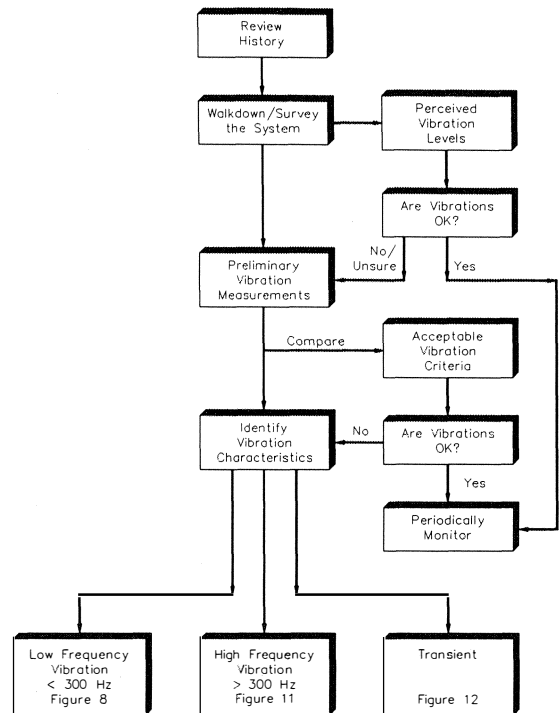 Review
History
Walkdown/Survey
the System
Perceived
Vibration
Levels
Are Vibrations
OK?
No/
Unsure
Yes
Preliminary
Vibration
Measurements
Compare
Acceptable
Vibration
Criteria
Identify
Vibration
Characteristics
No
Are Vibrations
OK?
Yes
Periodically
Monitor
Low Frequency
Vibration
< 300 Hz
Figure 8
High Frequency
Vibration
> 300 Hz
Figure 11
Transient
Figure 12